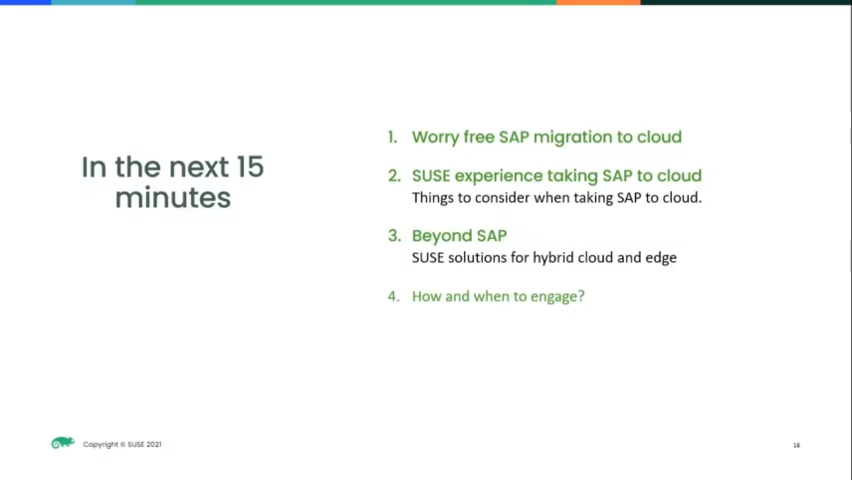 In the next 15
minutes
1. Worry free SAP migration to cloud
2. SUSE experience taking SAP to cloud
Things to consider when taking SAP to cloud.
3. Beyond SAP
SUSE solutions for hybrid cloud and edge
4. How and when to engage?
Copyright © SUSE 2021
16